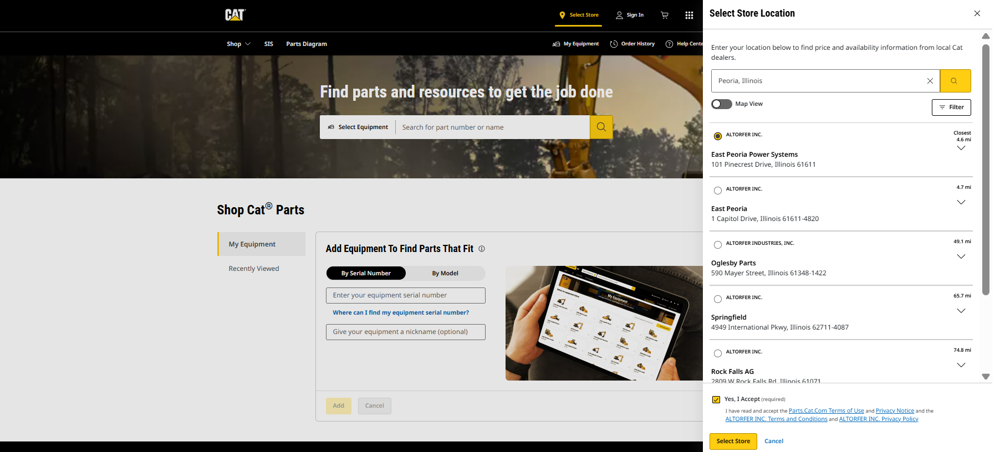 CAT
Select Store
Sign In
Shop
SIS
Parts Diagram
My Equipment
Order History
Help Cente
Find parts and resources to get the job done
Select Equipment
Search for part number or name
Shop Cat® Parts
My Equipment
Recently Viewed
Add Equipment To Find Parts That Fit
By Serial Number
By Model
Enter your equipment serial number
Where can I find my equipment serial number?
Give your equipment a nickname (optional)
Add
Cancel
My Equipment
Select Store Location
Enter your location below to find price and availability information from local Cat
dealers.
Peoria, Illinois
Map View
Filter
ALTORFER INC.
Closest
4.6 mi
East Peoria Power Systems
101 Pinecrest Drive, Illinois 61611
ALTORFER INC.
4.7 mi
East Peoria
1 Capitol Drive, Illinois 61611-4820
ALTORFER INDUSTRIES, INC.
49.1 mi
Oglesby Parts
590 Mayer Street, Illinois 61348-1422
ALTORFER INC.
65.7 mi
Springfield
4949 International Pkwy, Illinois 62711-4087
ALTORFER INC.
74.8 mi
Rock Falls AG
2809 W Rock Falls Rd, Illinois 61071
Yes, I Accept (required)
I have read and accept the Parts.Cat.Com Terms of Use and Privacy Notice and the
ALTORFER INC. Terms and Conditions and ALTORFER INC. Privacy Policy
Select Store
Cancel